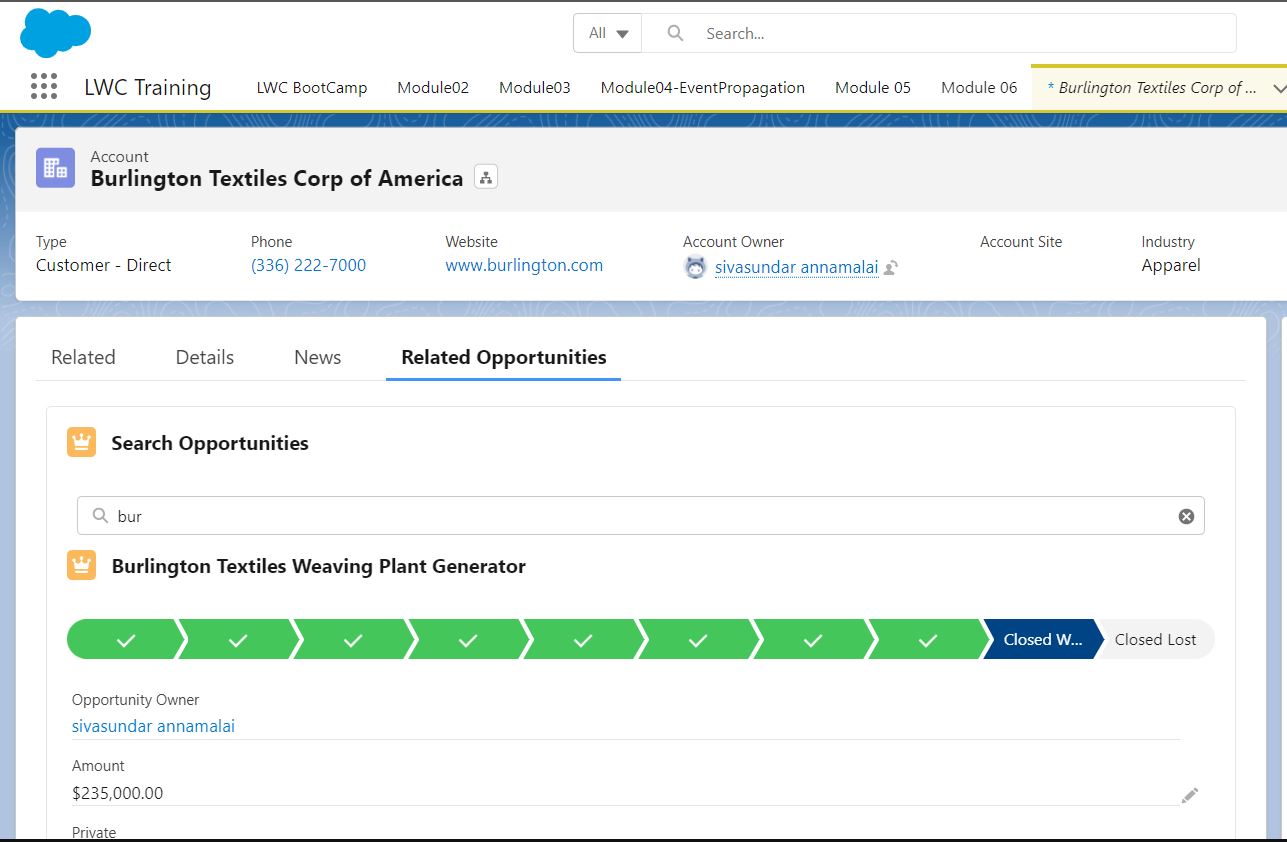 All Search...
LWC Training LWC BootCamp Module02 Module03 Module04-EventPropagation Module 05 Module 06 * Burlington Textiles Corp of ...
Account
Burlington Textiles Corp of America
Type Phone Website Account Owner Account Site Industry
Customer - Direct (336) 222-7000 www.burlington.com sivasundar annamalai Apparel
Related Details News Related Opportunities
Search Opportunities
bur
Burlington Textiles Weaving Plant Generator
Closed W... Closed Lost
Opportunity Owner
sivasundar annamalai
Amount
$235,000.00
Private